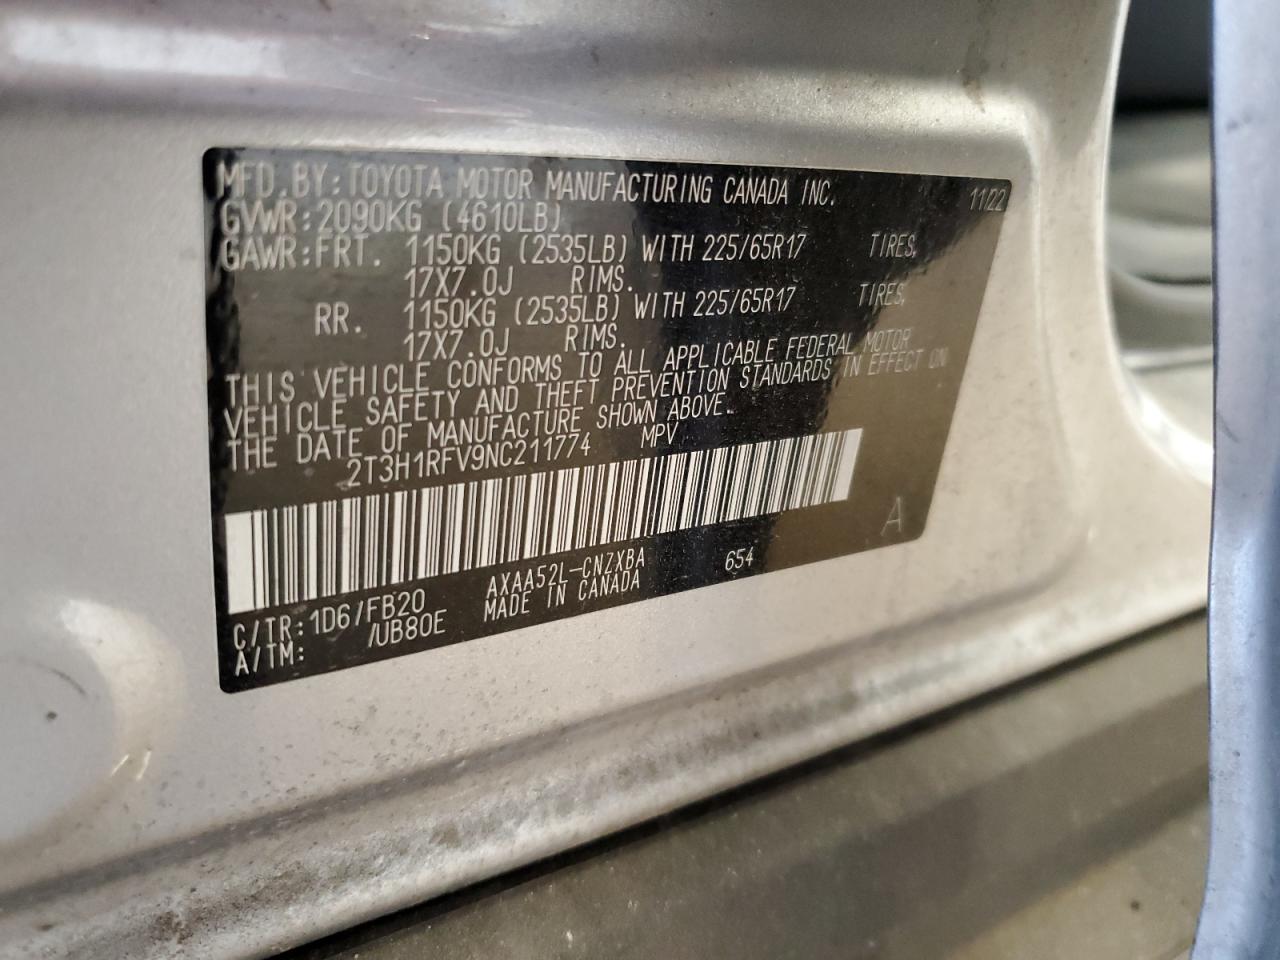 MFD.BY:TOYOTA MOTOR MANUFACTURING CANADA INC. 11/22
GVWR:2090KG (4610LB)
GAWR:FRT. 1150KG (2535LB) WITH 225/65R17 TIRES,
17X7.0J RIMS.
RR. 1150KG (2535LB) WITH 225/65R17 TIRES,
17X7.0J RIMS.
THIS VEHICLE CONFORMS TO ALL APPLICABLE FEDERAL MOTOR
VEHICLE SAFETY AND THEFT PREVENTION STANDARDS IN EFFECT ON
THE DATE OF MANUFACTURE SHOWN ABOVE.
2T3H1RFV9NC211774 MPV
A
C/TR:1D6/FB20 AXAA52L-CNZXBA 654
A/TM: /UB80E MADE IN CANADA